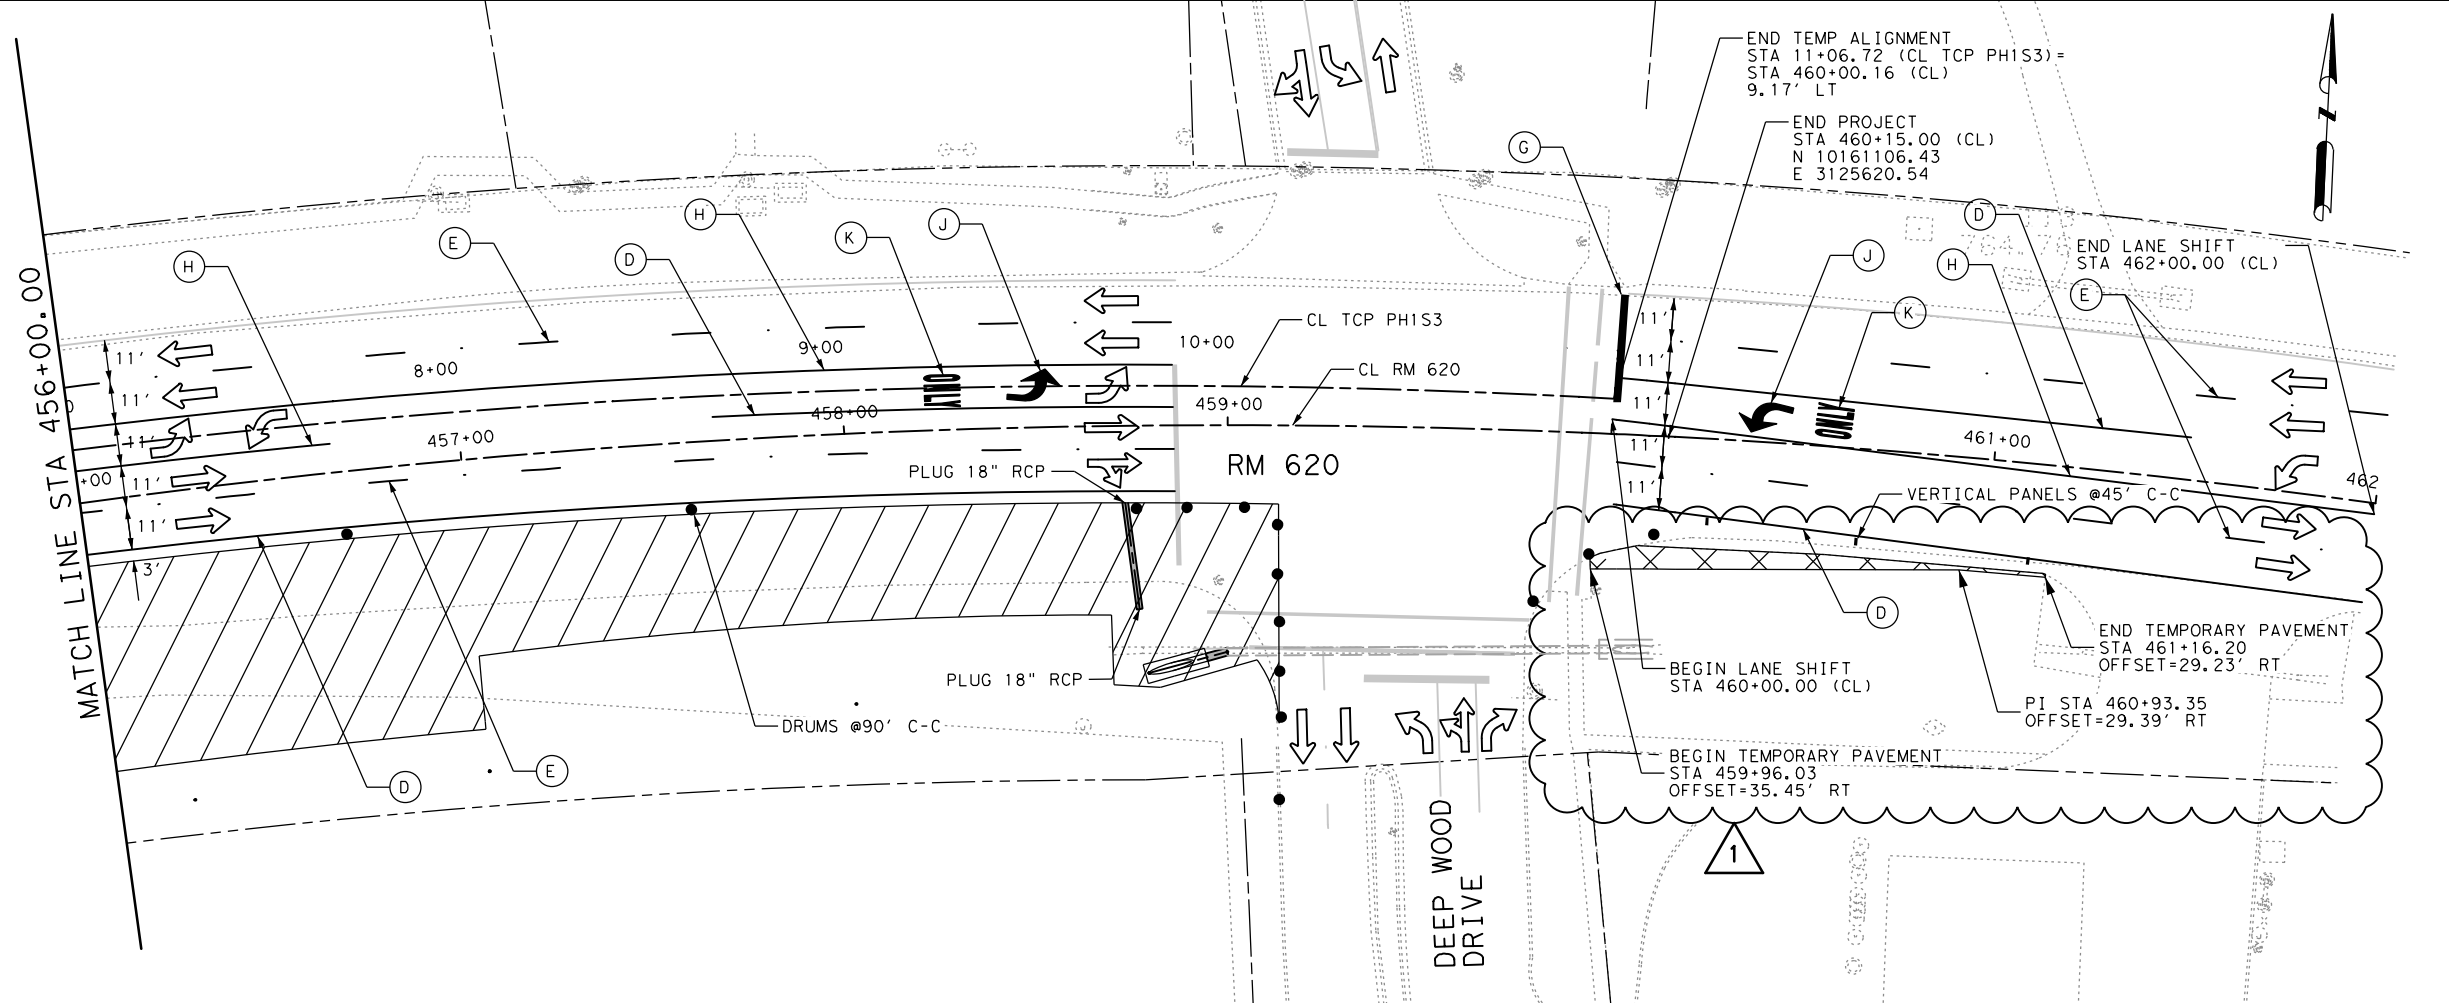 END TEMP ALIGNMENT
STA 11+06.72 (CL TCP PH1S3)=
STA 460+00.16 (CL)
9.17' LT
END PROJECT
STA 460+15.00 (CL)
N 10161106.43
E 3125620.54
N
G
H
E
H
D
K
J
J
H
K
D
E
END LANE SHIFT
STA 462+00.00 (CL)
MATCH LINE STA 456+00.00
11'
11'
11'
11'
11'
3'
+00
8+00
9+00
10+00
457+00
458+00
459+00
461+00
462
ONLY
ONLY
CL TCP PH1S3
CL RM 620
RM 620
11'
11'
11'
11'
11'
PLUG 18" RCP
PLUG 18" RCP
DRUMS @90' C-C
D
E
VERTICAL PANELS @45' C-C
D
BEGIN LANE SHIFT
STA 460+00.00 (CL)
END TEMPORARY PAVEMENT
STA 461+16.20
OFFSET=29.23' RT
PI STA 460+93.35
OFFSET=29.39' RT
BEGIN TEMPORARY PAVEMENT
STA 459+96.03
OFFSET=35.45' RT
DEEP WOOD
DRIVE
1